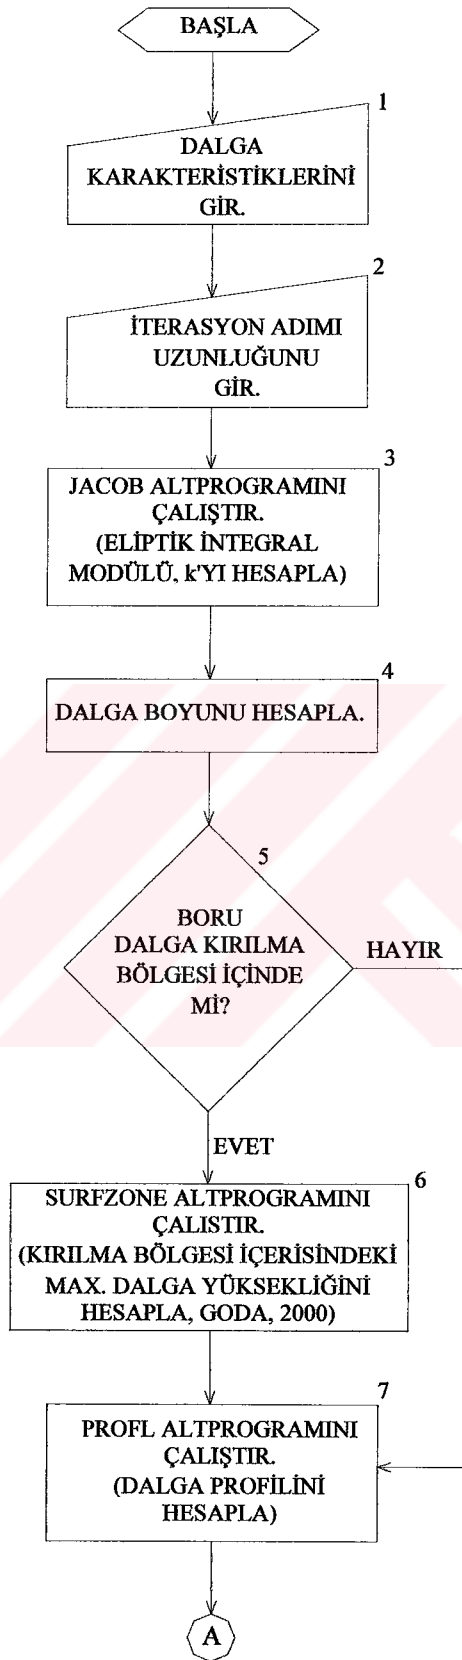 BAŞLA
1
DALGA
KARAKTERİSTİKLERİNİ
GİR.
2
İTERASYON ADIMI
UZUNLUĞUNU
GİR.
3
JACOB ALTPROGRAMINI
ÇALIŞTIR.
(ELİPTİK İNTEGRAL
MODÜLÜ, k'YI HESAPLA)
4
DALGA BOYUNU HESAPLA.
5
BORU
DALGA KIRILMA
BÖLGESİ İÇİNDE
Mİ?
HAYIR
EVET
6
SURFZONE ALTPROGRAMINI
ÇALISTIR.
(KIRILMA BÖLGESİ İÇERİSİNDEKİ
MAX. DALGA YÜKSEKLİĞİNİ
HESAPLA, GODA, 2000)
7
PROFL ALTPROGRAMINI
ÇALIŞTIR.
(DALGA PROFİLİNİ
HESAPLA)
A